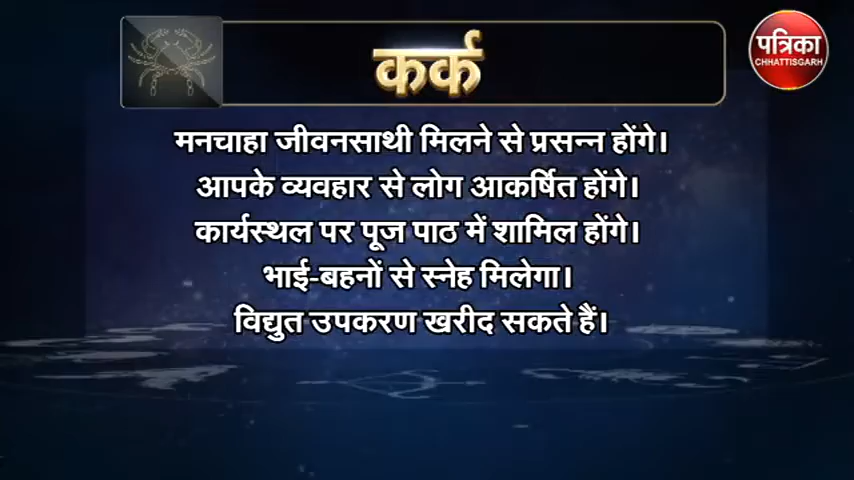 कर्क
पत्रिका
CHHATTISGARH
मनचाहा जीवनसाथी मिलने से प्रसन्न होंगे।
आपके व्यवहार से लोग आकर्षित होंगे।
कार्यस्थल पर पूज पाठ में शामिल होंगे।
भाई-बहनों से स्नेह मिलेगा।
विद्युत उपकरण खरीद सकते हैं।